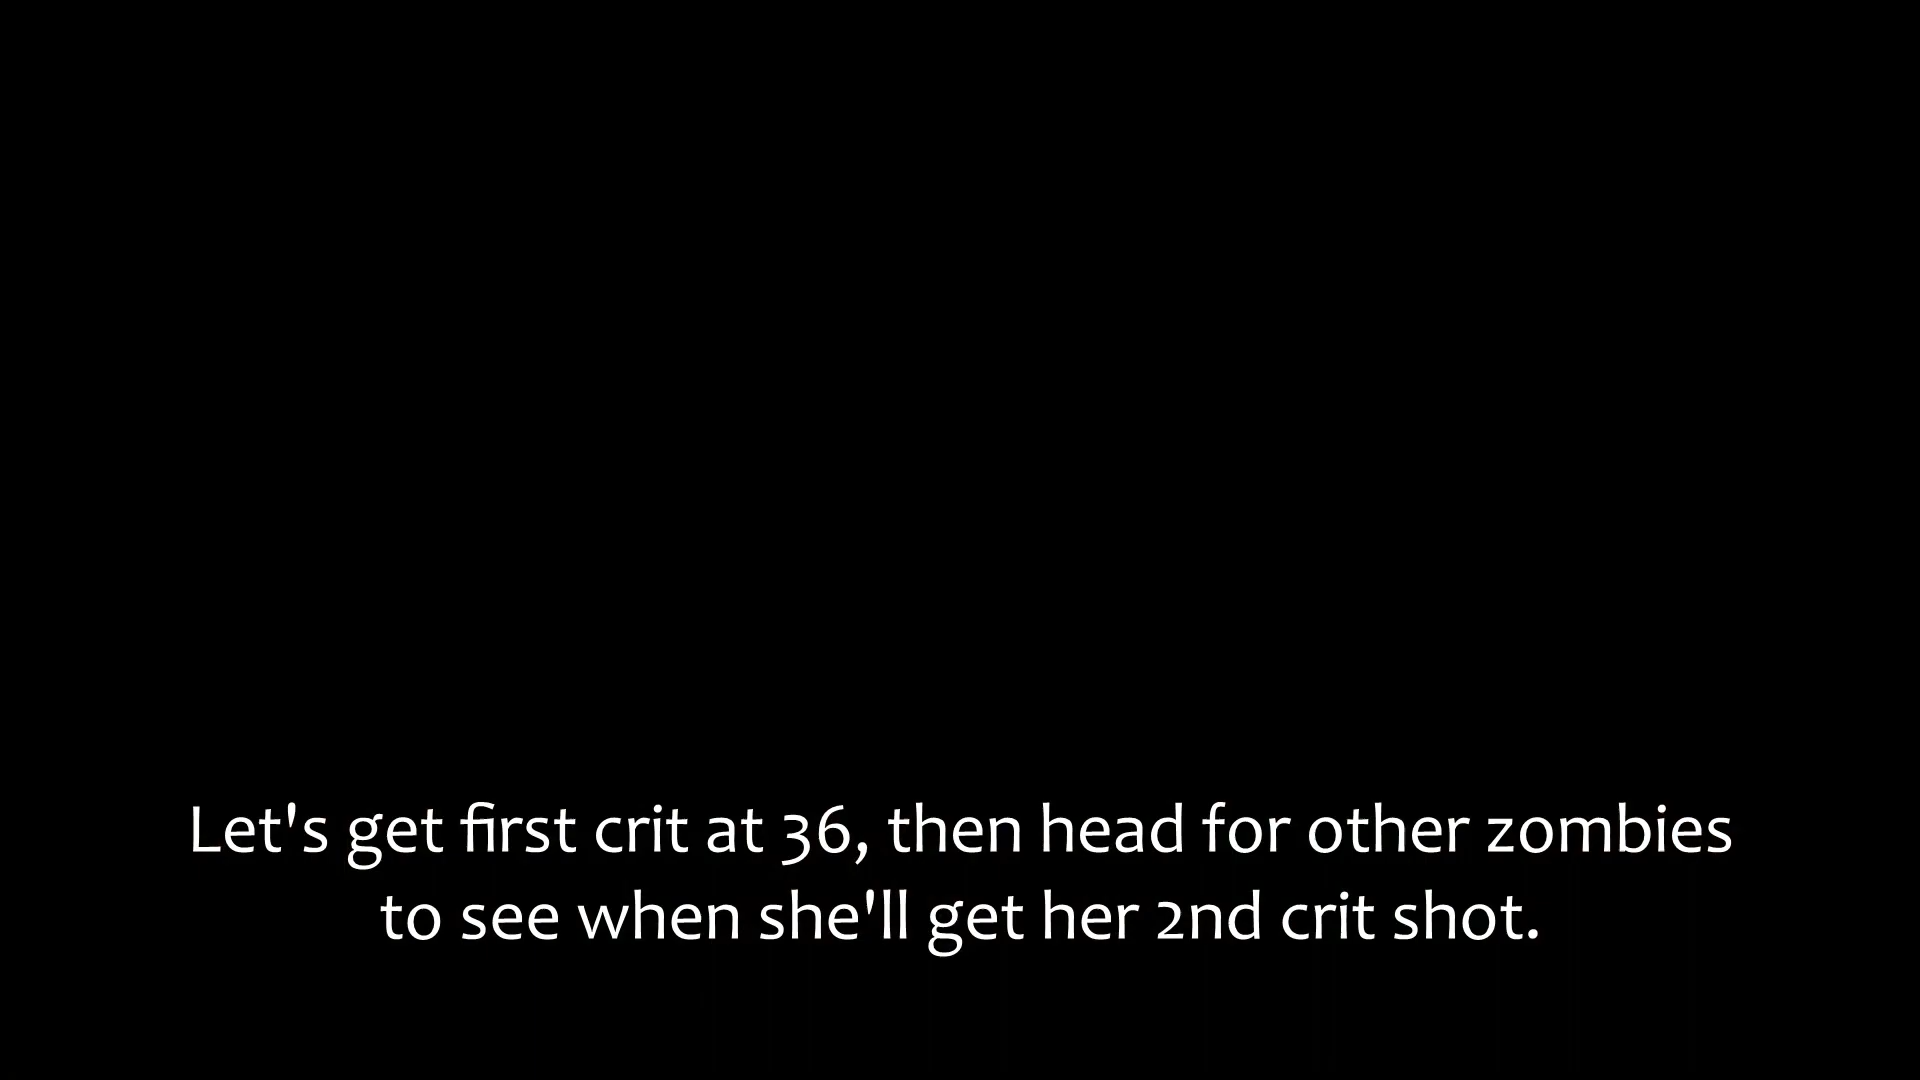 Let's get first crit at 36, then head for other zombies
to see when she'll get her 2nd crit shot.